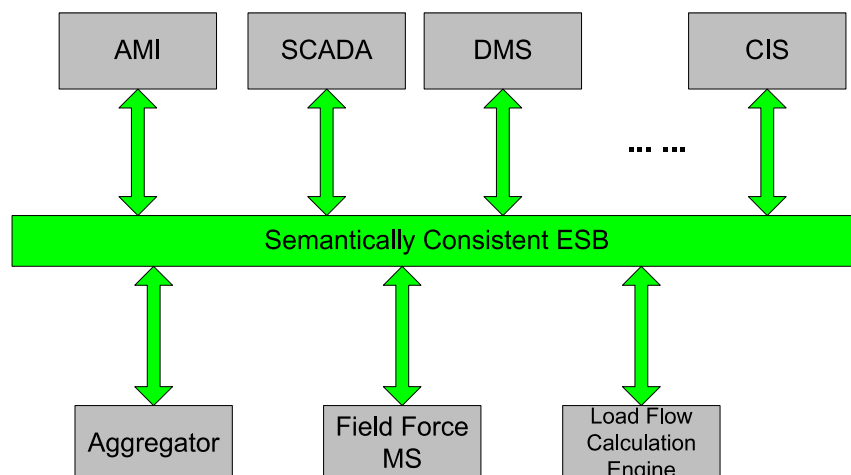 AMI
SCADA
DMS
CIS
... ...
Semantically Consistent ESB
Aggregator
Field Force
MS
Load Flow
Calculation
Engine